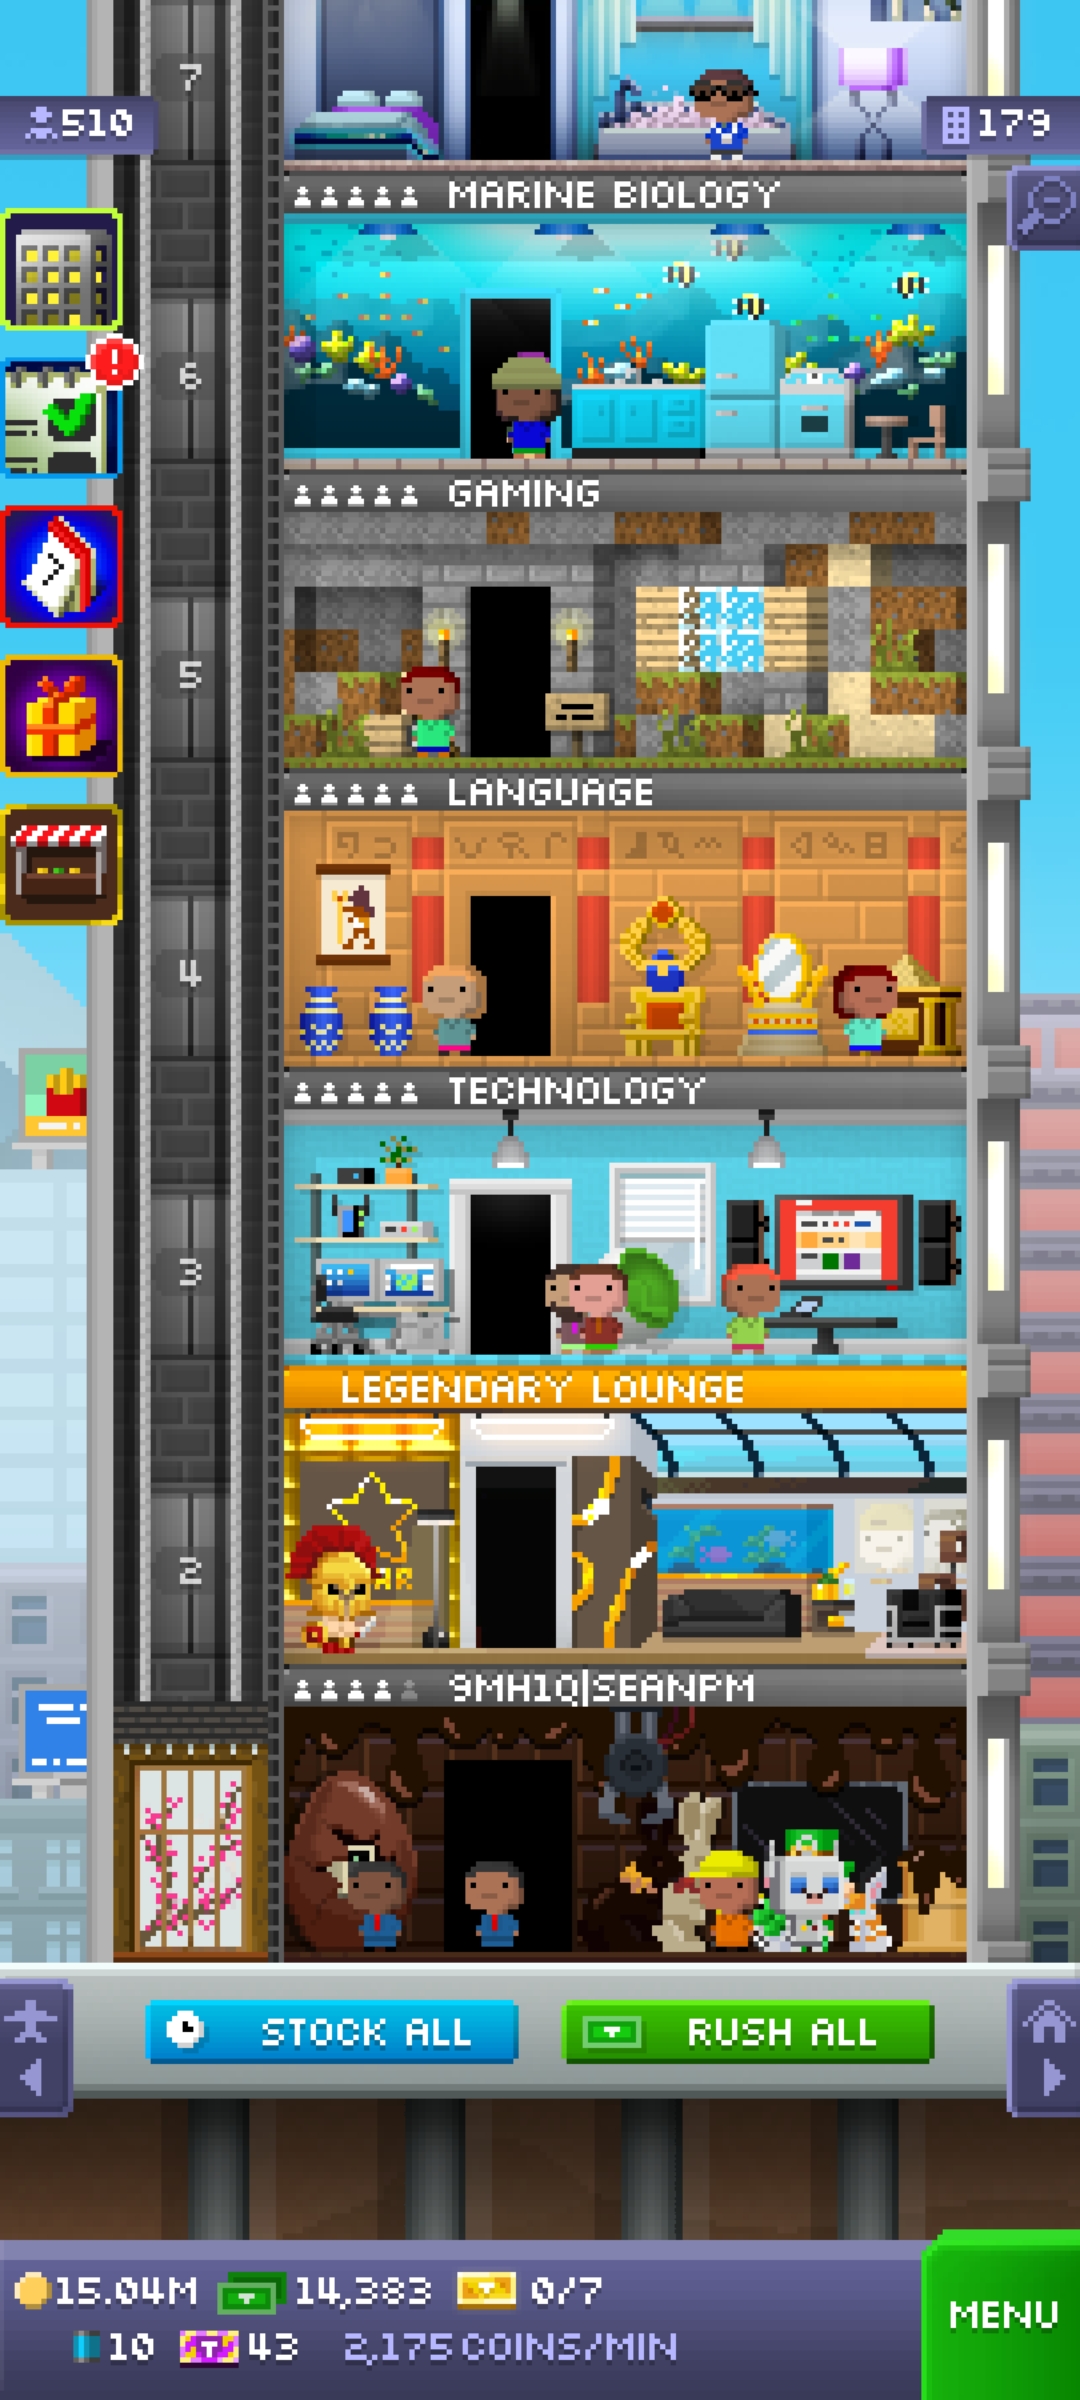 7
510
179
MARINE BIOLOGY
6
GAMING
5
LANGUAGE
4
TECHNOLOGY
3
LEGENDARY LOUNGE
2
9MH1Q|SEANPM
STOCK ALL
RUSH ALL
15.04M 14,383 0/7
10 43 2,175 COINS/MIN
MENU